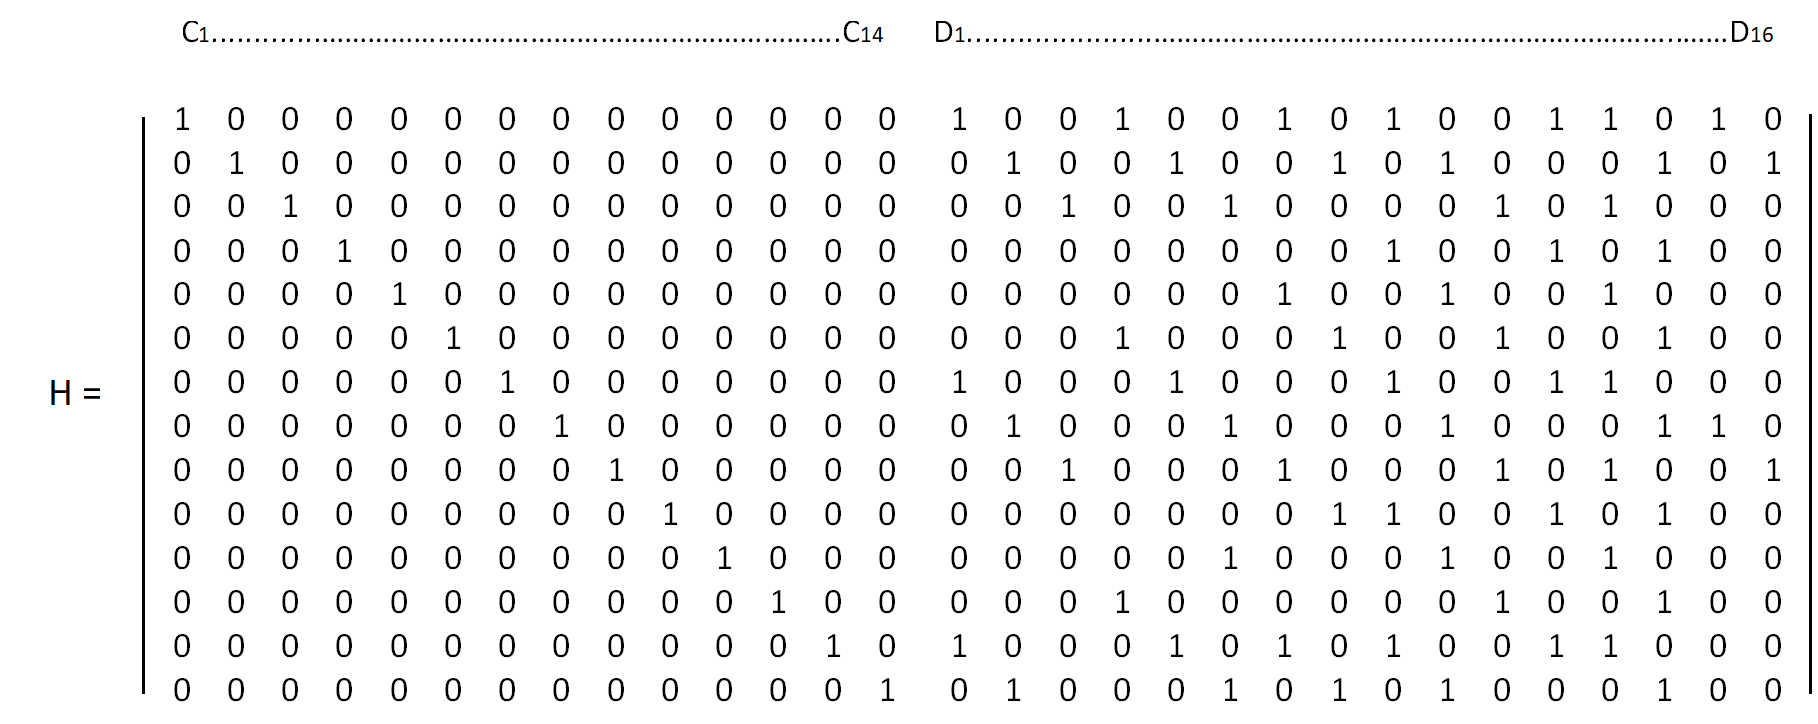 C1....................................................................................C14 D1....................................................................................................D16
1 0 0 0 0 0 0 0 0 0 0 0 0 0 1 0 0 1 0 0 1 0 1 0 0 1 1 0 1 0
0 1 0 0 0 0 0 0 0 0 0 0 0 0 0 1 0 0 1 0 0 1 0 1 0 0 0 1 0 1
0 0 1 0 0 0 0 0 0 0 0 0 0 0 0 0 1 0 0 1 0 0 0 0 1 0 1 0 0 0
0 0 0 1 0 0 0 0 0 0 0 0 0 0 0 0 0 0 0 0 0 0 1 0 0 1 0 1 0 0
0 0 0 0 1 0 0 0 0 0 0 0 0 0 0 0 0 0 0 0 1 0 0 1 0 0 1 0 0 0
0 0 0 0 0 1 0 0 0 0 0 0 0 0 0 0 0 1 0 0 0 1 0 0 1 0 0 1 0 0
H = 0 0 0 0 0 0 1 0 0 0 0 0 0 0 1 0 0 0 1 0 0 0 1 0 0 1 1 0 0 0
0 0 0 0 0 0 0 1 0 0 0 0 0 0 0 1 0 0 0 1 0 0 0 1 0 0 0 1 1 0
0 0 0 0 0 0 0 0 1 0 0 0 0 0 0 0 1 0 0 0 1 0 0 0 1 0 1 0 0 1
0 0 0 0 0 0 0 0 0 1 0 0 0 0 0 0 0 0 0 0 0 1 1 0 0 1 0 1 0 0
0 0 0 0 0 0 0 0 0 0 1 0 0 0 0 0 0 0 0 1 0 0 0 1 0 0 1 0 0 0
0 0 0 0 0 0 0 0 0 0 0 1 0 0 0 0 0 1 0 0 0 0 0 0 1 0 0 1 0 0
0 0 0 0 0 0 0 0 0 0 0 0 1 0 1 0 0 0 1 0 1 0 1 0 0 1 1 0 0 0
0 0 0 0 0 0 0 0 0 0 0 0 0 1 0 1 0 0 0 1 0 1 0 1 0 0 0 1 0 0